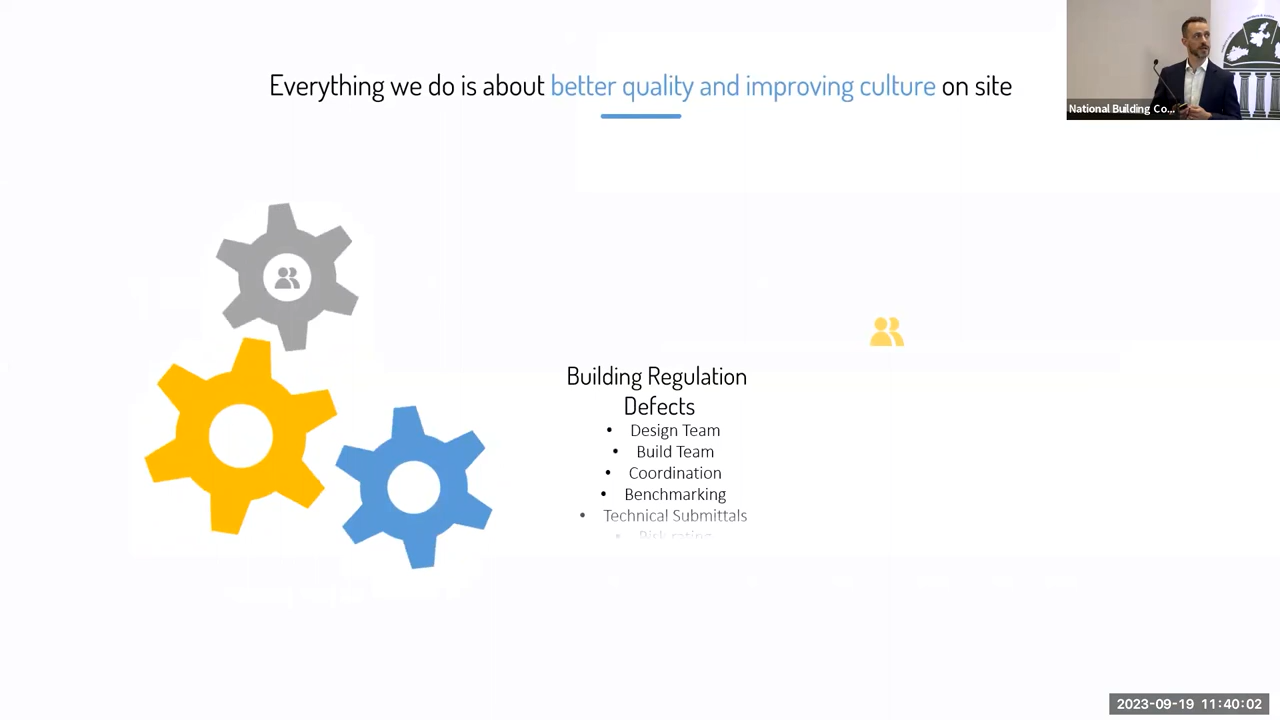 Everything we do is about better quality and improving culture on site
National Building Co...
Building Regulation
Defects
• Design Team
• Build Team
• Coordination
• Benchmarking
• Technical Submittals
• Risk rating
2023-09-19 11:40:02